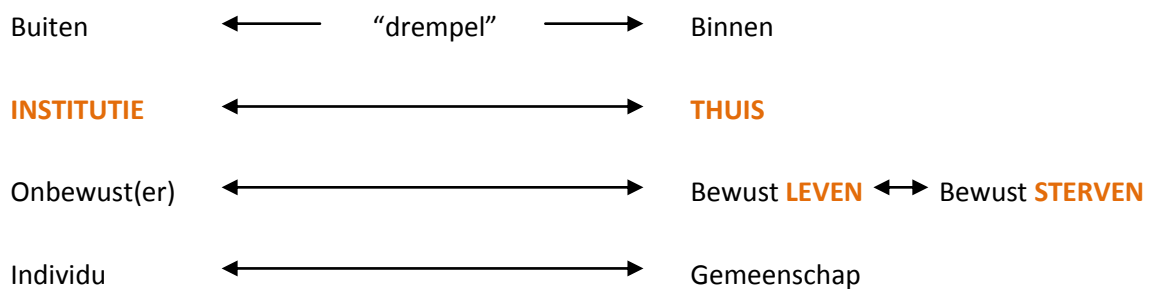 Buiten “drempel” Binnen
INSTITUTIE THUIS
Onbewust(er) Bewust LEVEN Bewust STERVEN
Individu Gemeenschap